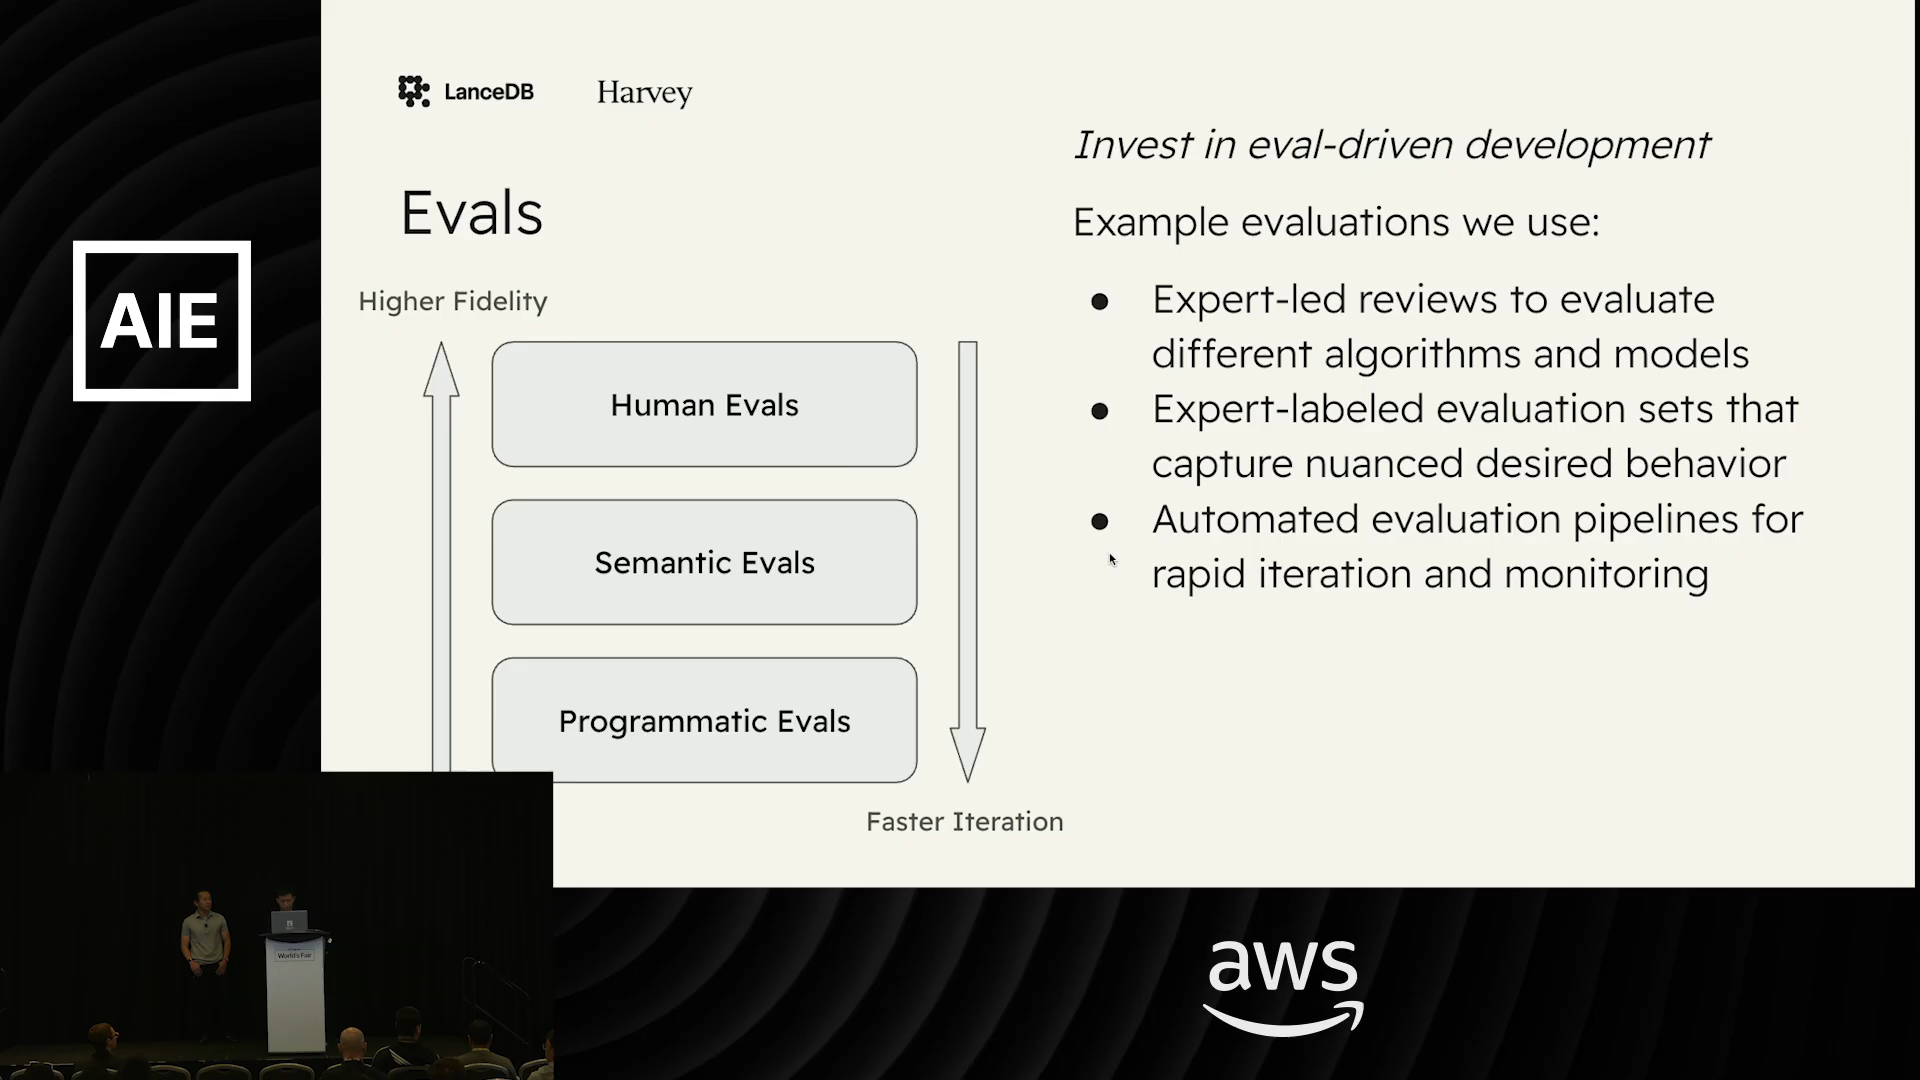 LanceDB
Harvey
Evals
Higher Fidelity
Human Evals
Semantic Evals
Programmatic Evals
Faster Iteration
Invest in eval-driven development
Example evaluations we use:
● Expert-led reviews to evaluate
different algorithms and models
● Expert-labeled evaluation sets that
capture nuanced desired behavior
● Automated evaluation pipelines for
rapid iteration and monitoring
AIE
World's Fair
aws